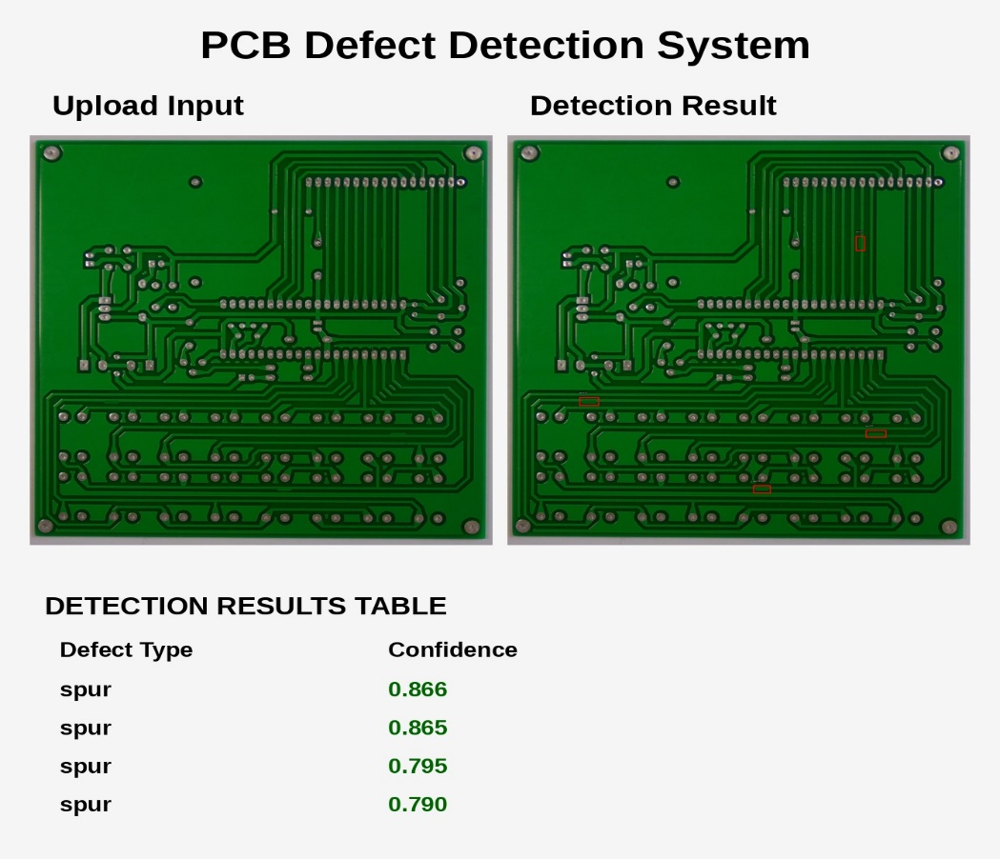 PCB Defect Detection System
Upload Input
Detection Result
DETECTION RESULTS TABLE
Defect Type Confidence
spur 0.866
spur 0.865
spur 0.795
spur 0.790